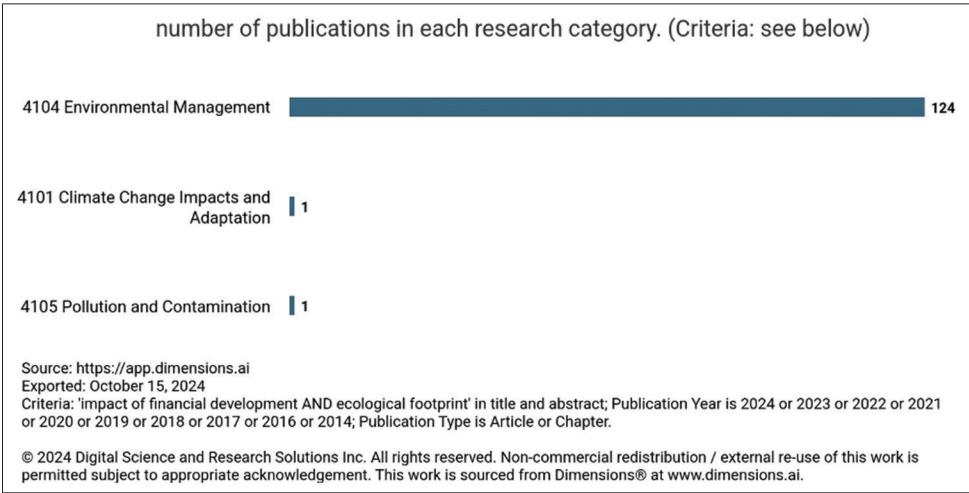 number of publications in each research category. (Criteria: see below)
4104 Environmental Management
124
4101 Climate Change Impacts and
Adaptation
1
4105 Pollution and Contamination
1
Source: https://app.dimensions.ai
Exported: October 15, 2024
Criteria: 'impact of financial development AND ecological footprint' in title and abstract; Publication Year is 2024 or 2023 or 2022 or 2021
or 2020 or 2019 or 2018 or 2017 or 2016 or 2014; Publication Type is Article or Chapter.
© 2024 Digital Science and Research Solutions Inc. All rights reserved. Non-commercial redistribution / external re-use of this work is
permitted subject to appropriate acknowledgement. This work is sourced from Dimensions® at www.dimensions.ai.